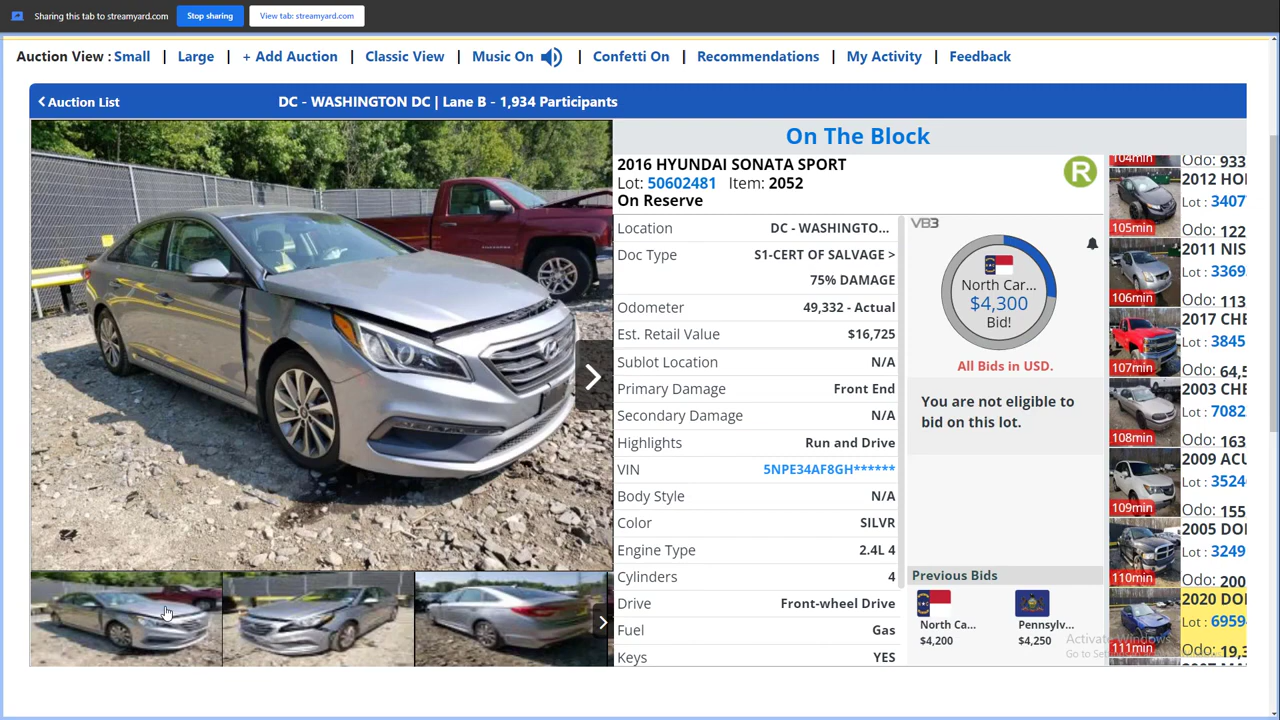 Sharing this tab to streamyard.com
Stop sharing
View tab: streamyard.com
Auction View : Small | Large | + Add Auction | Classic View | Music On | Confetti On | Recommendations | My Activity | Feedback
Auction List
DC - WASHINGTON DC | Lane B - 1,934 Participants
On The Block
2016 HYUNDAI SONATA SPORT
Lot: 50602481 Item: 2052
On Reserve
R
Location DC - WASHINGTO...
Doc Type S1-CERT OF SALVAGE >
75% DAMAGE
Odometer 49,332 - Actual
Est. Retail Value $16,725
Sublot Location N/A
Primary Damage Front End
Secondary Damage N/A
Highlights Run and Drive
VIN 5NPE34AF8GH******
Body Style N/A
Color SILVR
Engine Type 2.4L 4
Cylinders 4
Drive Front-wheel Drive
Fuel Gas
Keys YES
VB3
North Car...
$4,300
Bid!
All Bids in USD.
You are not eligible to
bid on this lot.
Previous Bids
North Ca...
$4,200
Pennsylv...
$4,250
104min
Odo: 933
2012 HO
Lot : 3407
105min
Odo: 122
2011 NIS
Lot : 3369
106min
Odo: 113
2017 CHE
Lot : 3845
107min
Odo: 64,5
2003 CHE
Lot : 7082
108min
Odo: 163
2009 ACU
Lot : 3524
109min
Odo: 155
2005 DO
Lot : 3249
110min
Odo: 200
2020 DO
Lot : 6959
111min
Odo: 19,3
Activate Windows